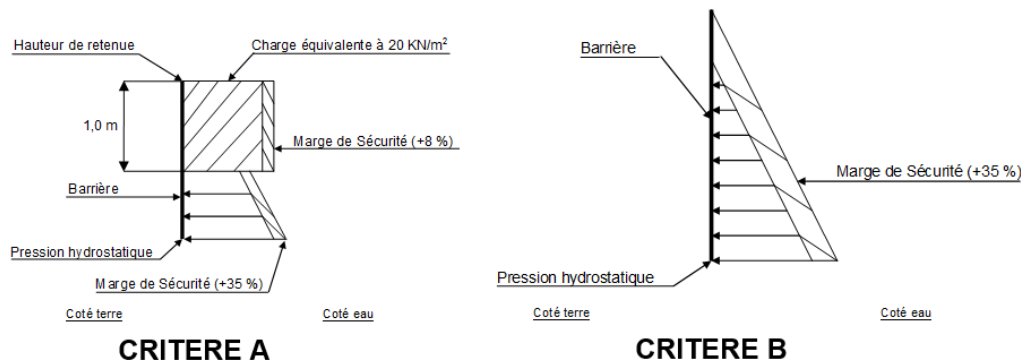 Hauteur de retenue
Charge équivalente à 20 KN/m²
1,0 m
Marge de Sécurité (+8 %)
Barrière
Pression hydrostatique
Marge de Sécurité (+35 %)
Coté terre
Coté eau
CRITERE A
Barrière
Marge de Sécurité (+35 %)
Pression hydrostatique
Coté terre
Coté eau
CRITERE B